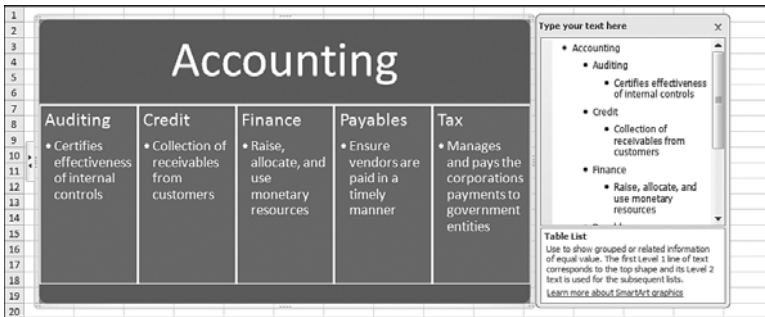 1
2
3
4
5
6
7
8
9
10
11
12
13
14
15
16
17
18
19
20
Accounting
Auditing
• Certifies
effectiveness
of internal
controls
Credit
• Collection of
receivables
from
customers
Finance
• Raise,
allocate, and
use
monetary
resources
Payables
• Ensure
vendors are
paid in a
timely
manner
Tax
• Manages
and pays the
corporations
payments to
government
entities
Type your text here X
• Accounting
• Auditing
• Certifies effectiveness
of internal controls
• Credit
• Collection of
receivables from
customers
• Finance
• Raise, allocate, and
use monetary
resources
Table List
Use to show grouped or related information
of equal value. The first Level 1 line of text
corresponds to the top shape and its Level 2
text is used for the subsequent lists.
Learn more about SmartArt graphics